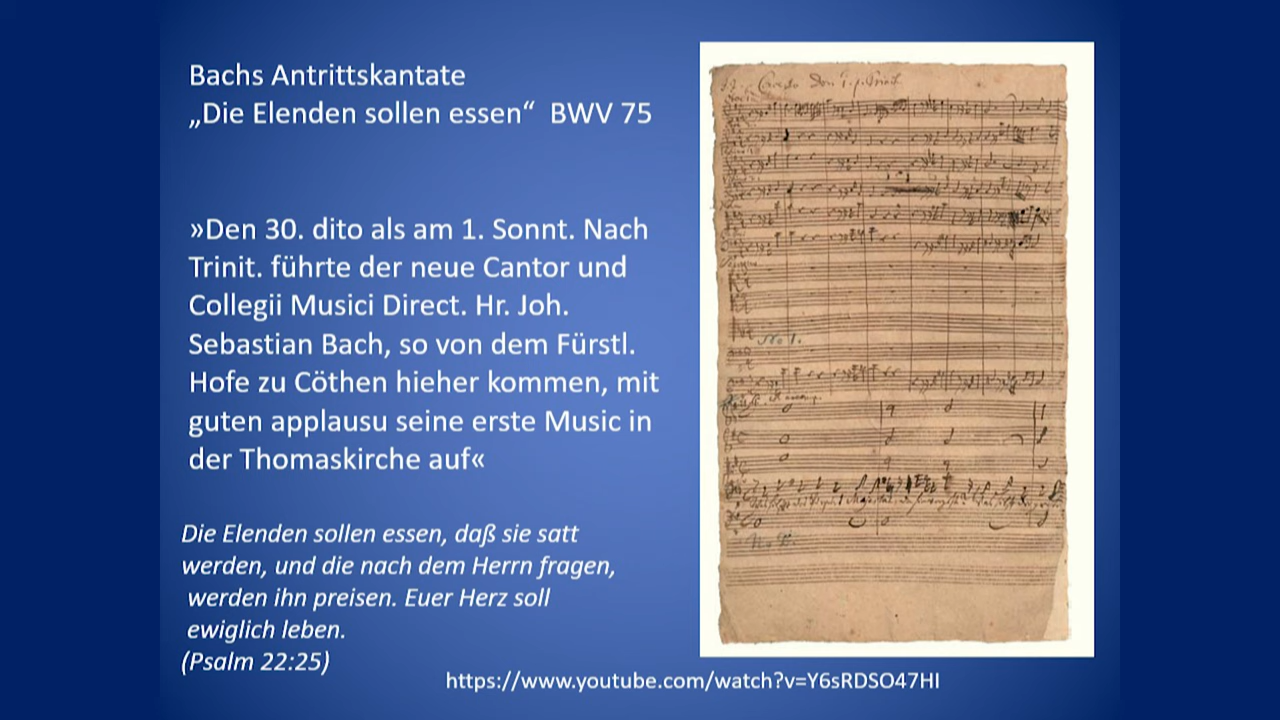 Bachs Antrittskantate
„Die Elenden sollen essen“ BWV 75
»Den 30. dito als am 1. Sonnt. Nach
Trinit. führte der neue Cantor und
Collegii Musici Direct. Hr. Joh.
Sebastian Bach, so von dem Fürstl.
Hofe zu Cöthen hieher kommen, mit
guten applausu seine erste Music in
der Thomaskirche auf«
Die Elenden sollen essen, daß sie satt
werden, und die nach dem Herrn fragen,
werden ihn preisen. Euer Herz soll
ewiglich leben.
(Psalm 22:25)
https://www.youtube.com/watch?v=Y6sRDSO47HI